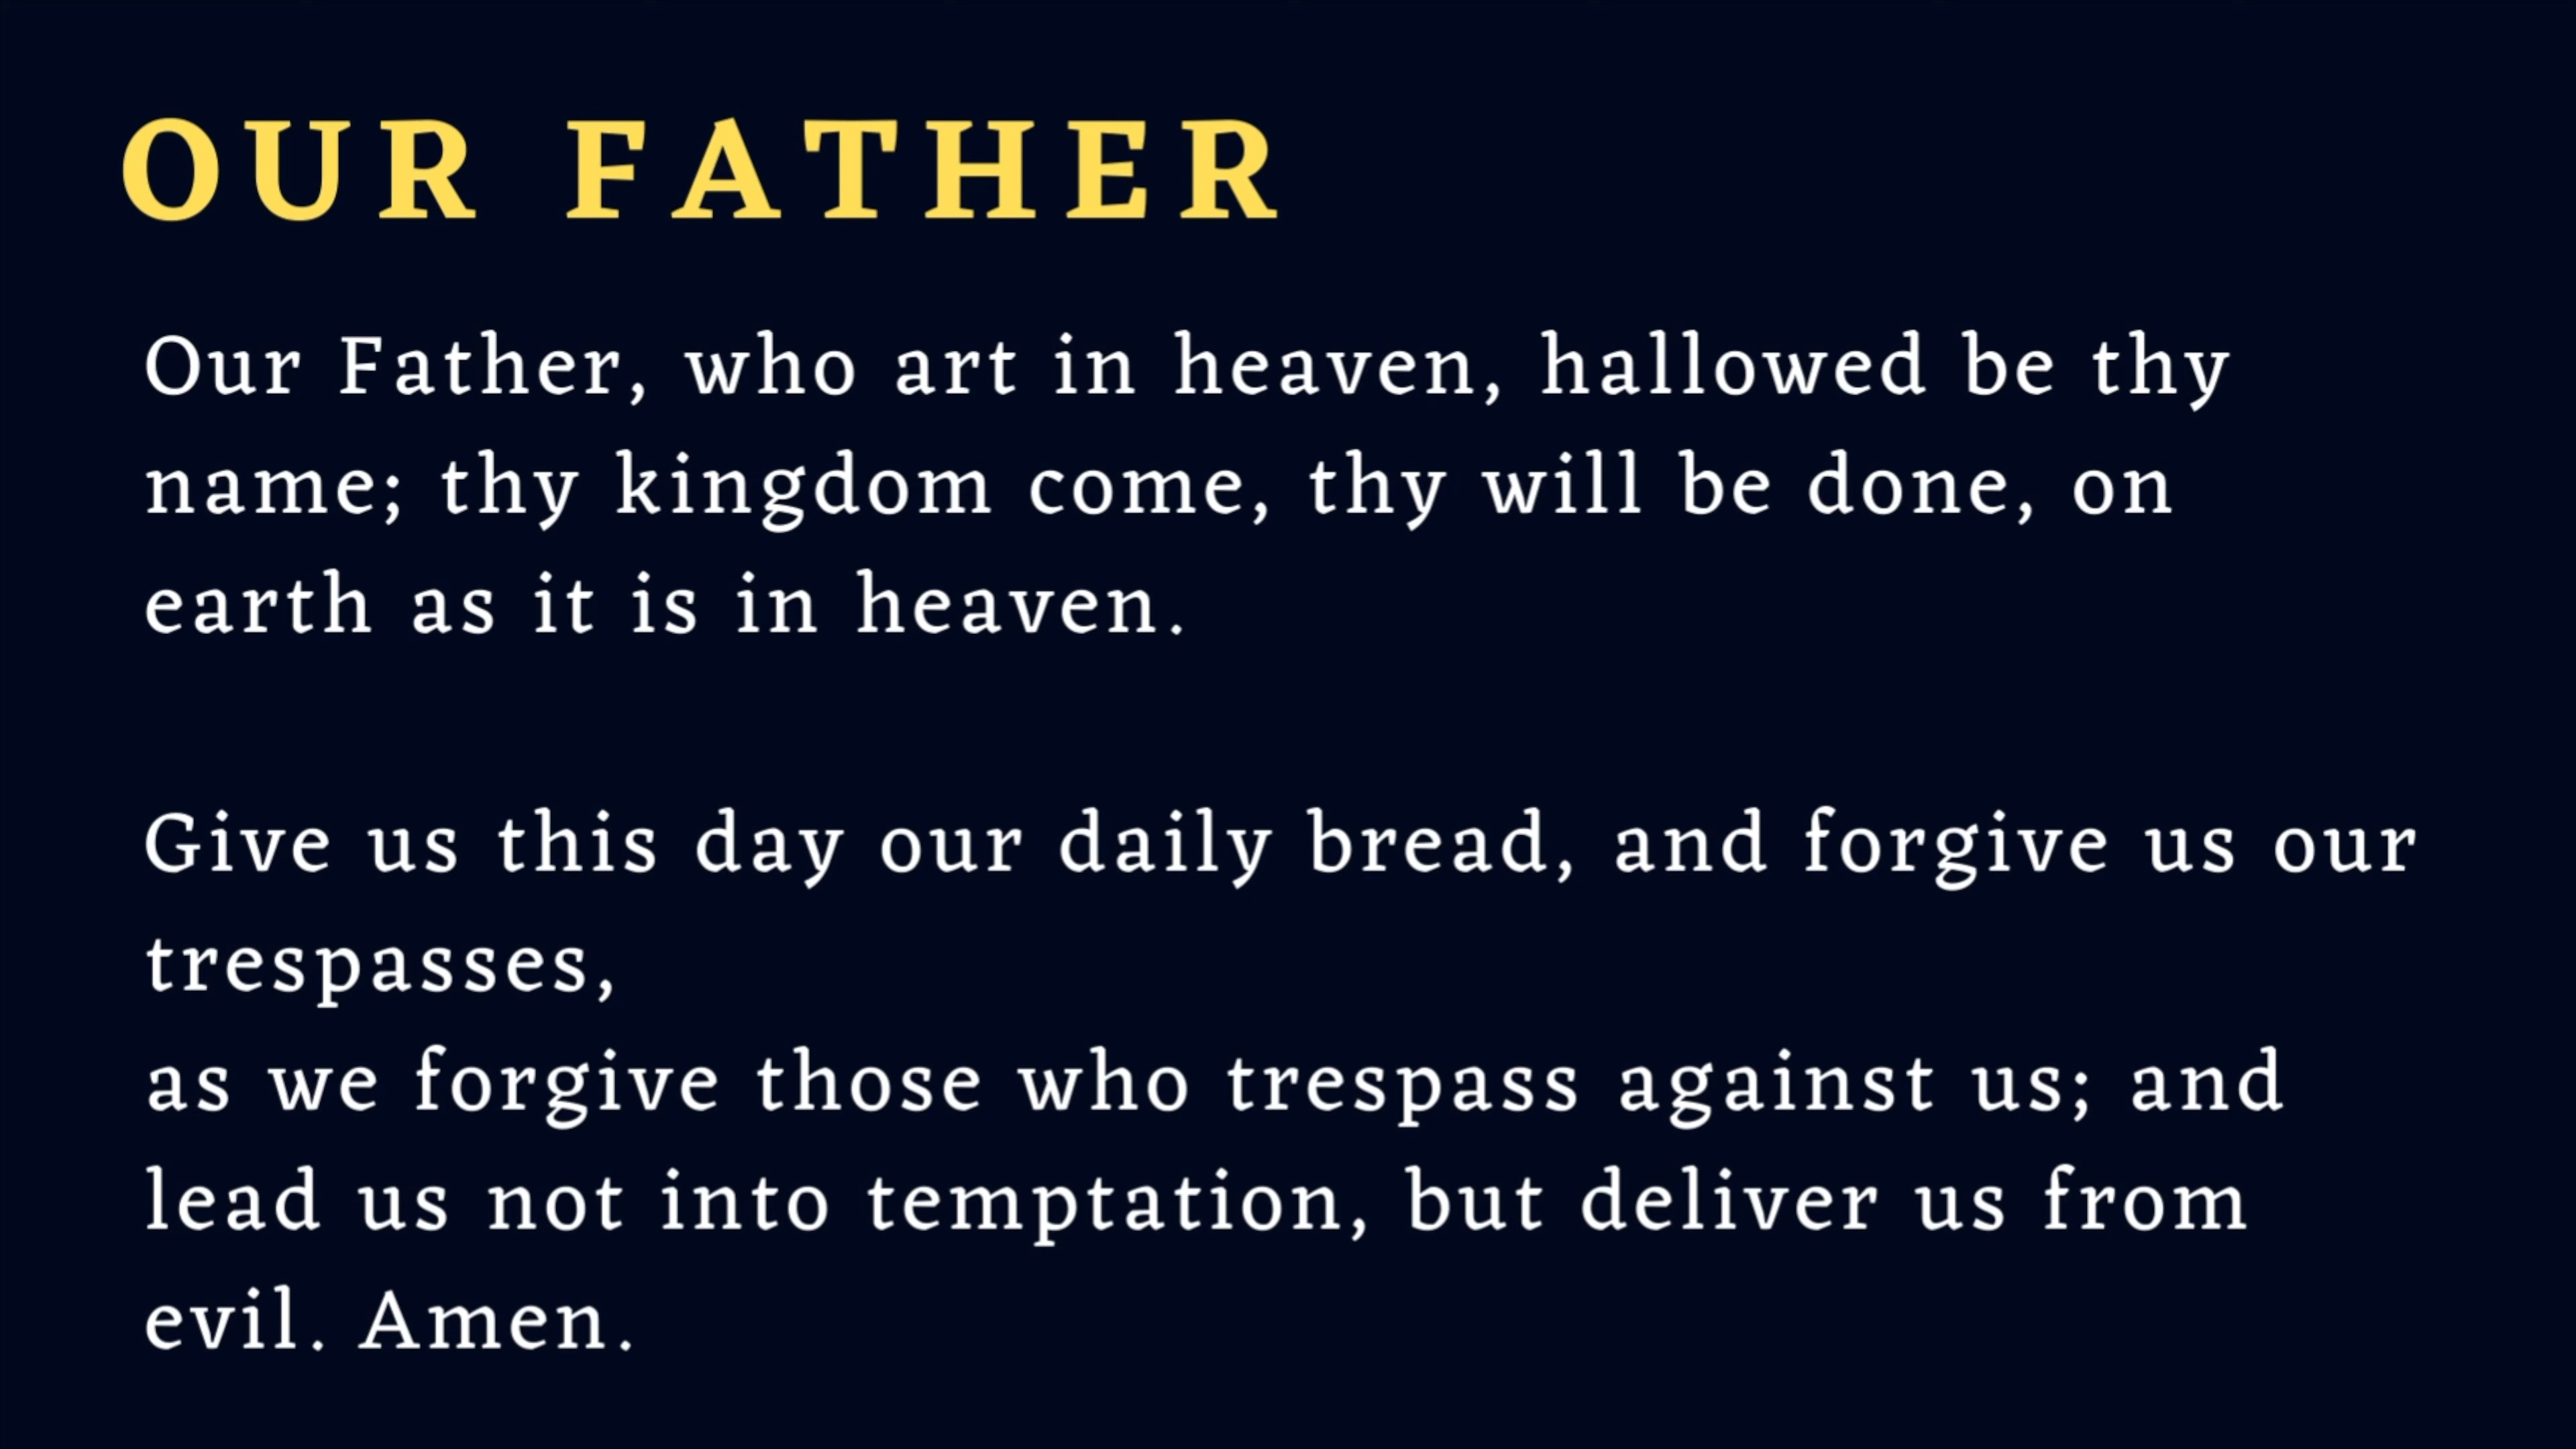 OUR FATHER
Our Father, who art in heaven, hallowed be thy
name; thy kingdom come, thy will be done, on
earth as it is in heaven.
Give us this day our daily bread, and forgive us our
trespasses,
as we forgive those who trespass against us; and
lead us not into temptation, but deliver us from
evil. Amen.